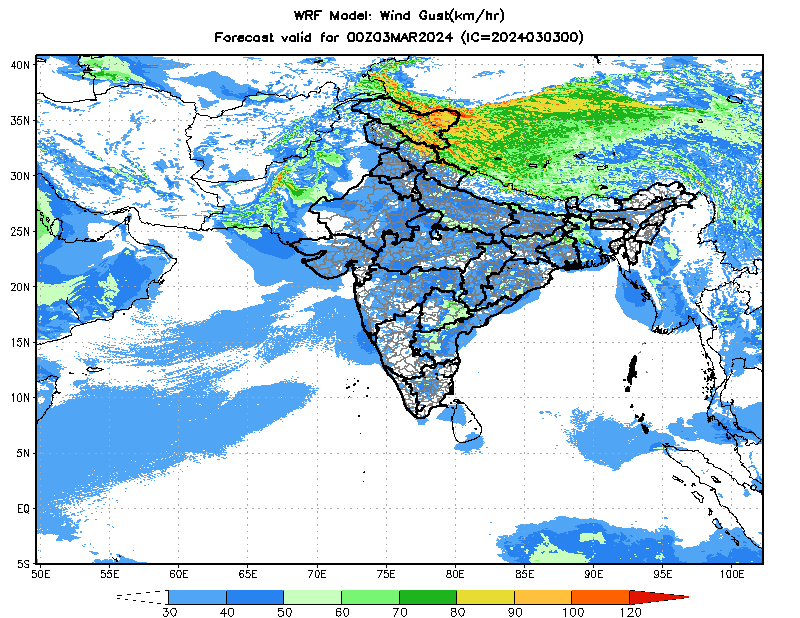 WRF Model: Wind Gust(km/hr)
Forecast valid for 00Z03MAR2024 (IC=2024030300)
40N
35N
30N
25N
20N
15N
10N
5N
EQ
5S
50E 55E 60E 65E 70E 75E 80E 85E 90E 95E 100E
30 40 50 60 70 80 90 100 120